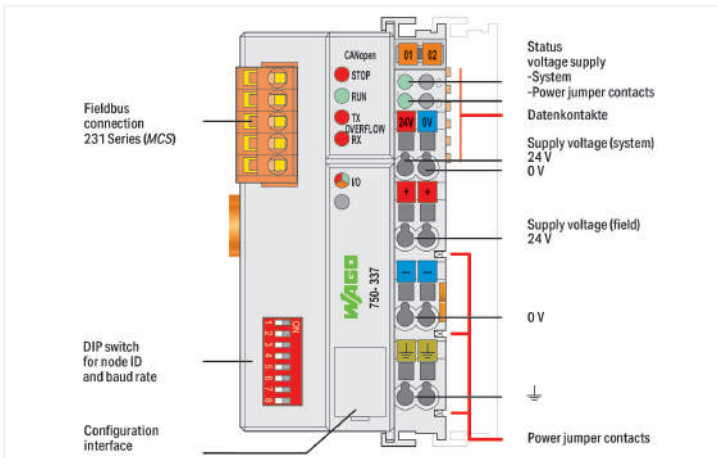 Fieldbus
connection
231 Series (MCS)
DIP switch
for node ID
and baud rate
Configuration
interface
CANopen
STOP
RUN
TX
OVERFLOW
RX
I/O
WAGO
750- 337
ON
1
2
3
4
5
6
7
8
01 02
24V 0V
+ +
− −
Status
voltage supply
-System
-Power jumper contacts
Datenkontakte
Supply voltage (system)
24 V
0 V
Supply voltage (field)
24 V
0 V
Power jumper contacts